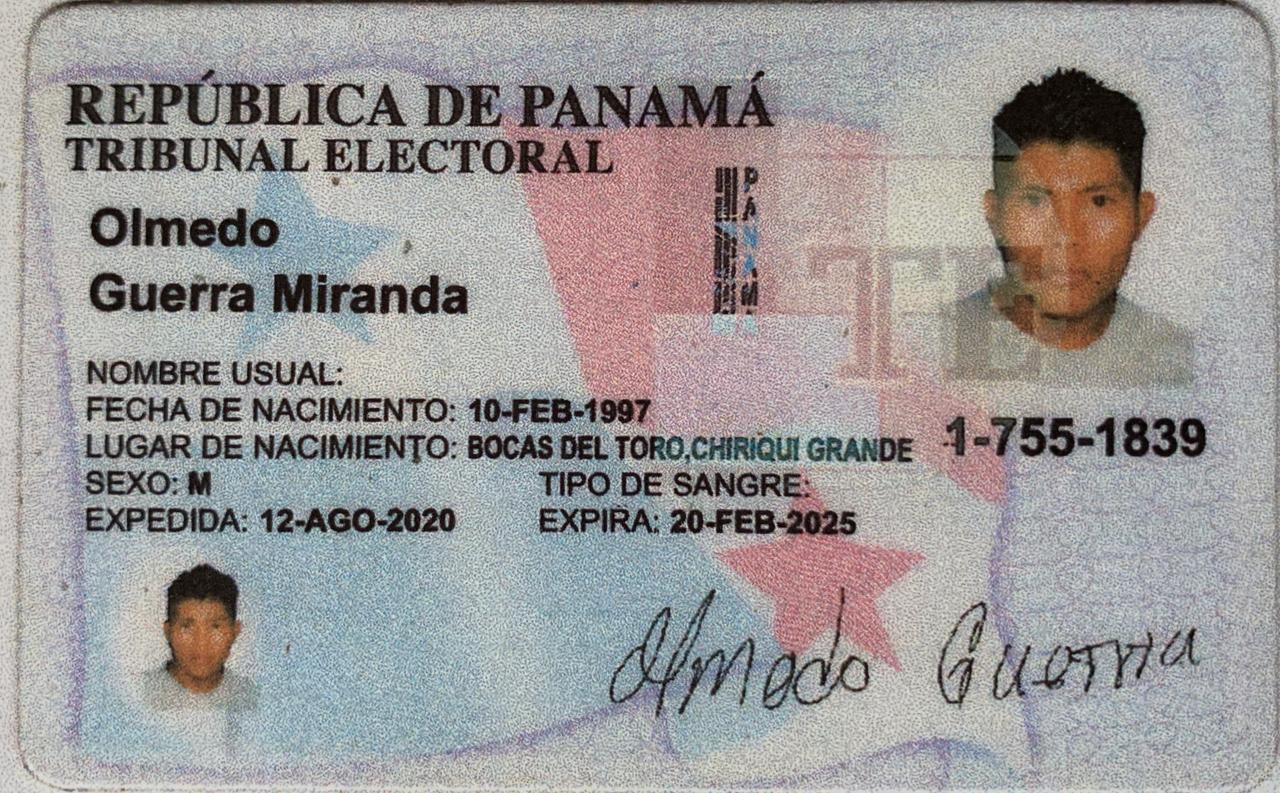 REPÚBLICA DE PANAMÁ
TRIBUNAL ELECTORAL
Olmedo
Guerra Miranda
PANAMA
TE
NOMBRE USUAL:
FECHA DE NACIMIENTO: 10-FEB-1997
LUGAR DE NACIMIENTO: BOCAS DEL TORO,CHIRIQUI GRANDE
1-755-1839
SEXO: M
TIPO DE SANGRE:
EXPEDIDA: 12-AGO-2020
EXPIRA: 20-FEB-2025
Olmedo Guerra